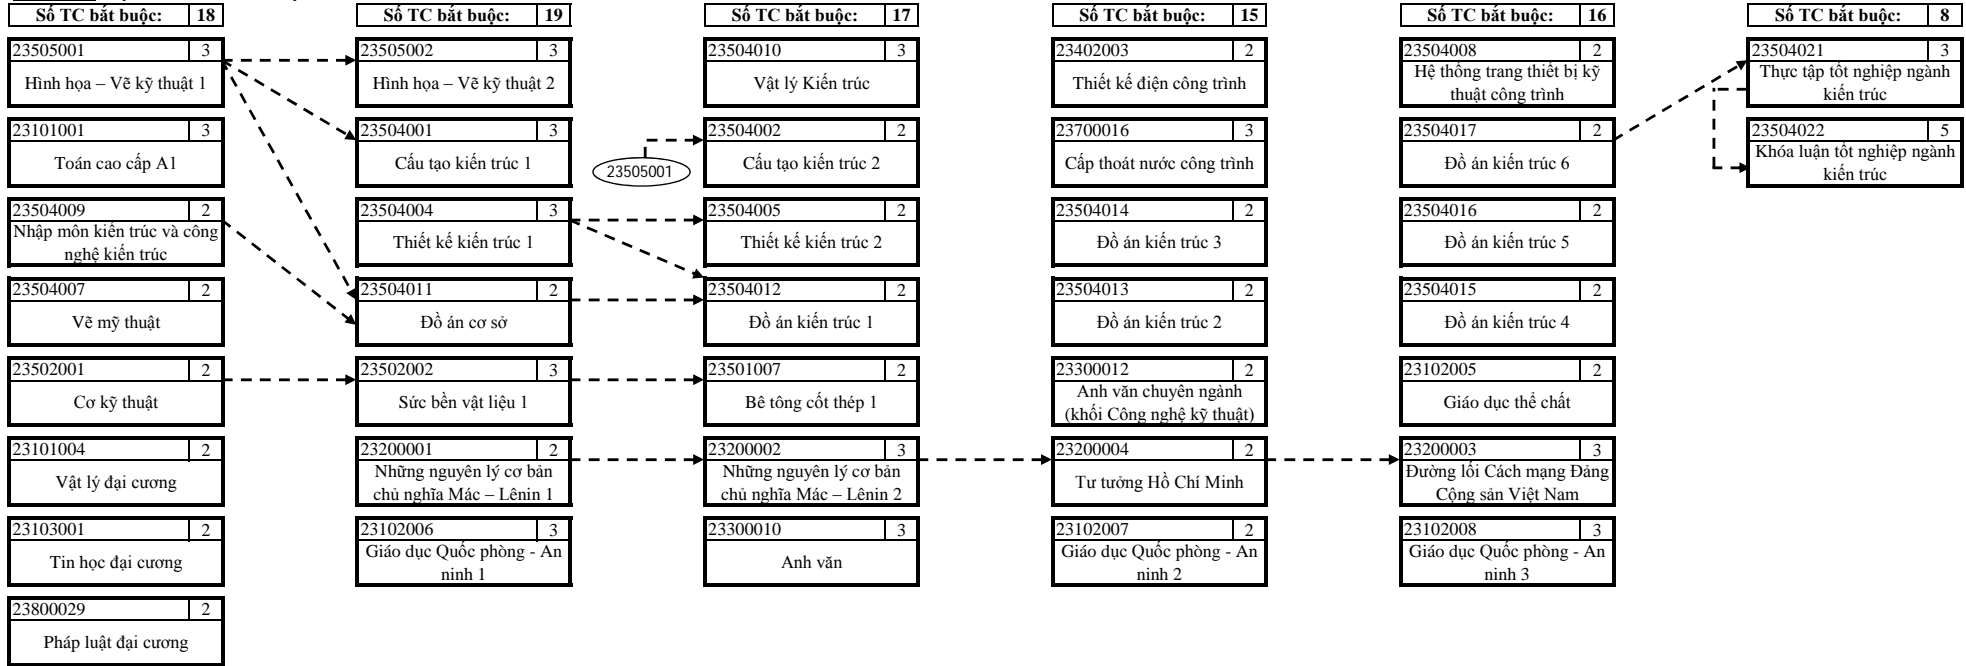 Số TC bắt buộc: 18
23505001 3
Hình họa – Vẽ kỹ thuật 1
23101001 3
Toán cao cấp A1
23504009 2
Nhập môn kiến trúc và công
nghệ kiến trúc
23504007 2
Vẽ mỹ thuật
23502001 2
Cơ kỹ thuật
23101004 2
Vật lý đại cương
23103001 2
Tin học đại cương
23800029 2
Pháp luật đại cương
Số TC bắt buộc: 19
23505002 3
Hình họa – Vẽ kỹ thuật 2
23504001 3
Cấu tạo kiến trúc 1
23504004 3
Thiết kế kiến trúc 1
23504011 2
Đồ án cơ sở
23502002 3
Sức bền vật liệu 1
23200001 2
Những nguyên lý cơ bản
chủ nghĩa Mác – Lênin 1
23102006 3
Giáo dục Quốc phòng - An
ninh 1
23505001
Số TC bắt buộc: 17
23504010 3
Vật lý Kiến trúc
23504002 2
Cấu tạo kiến trúc 2
23504005 2
Thiết kế kiến trúc 2
23504012 2
Đồ án kiến trúc 1
23501007 2
Bê tông cốt thép 1
23200002 3
Những nguyên lý cơ bản
chủ nghĩa Mác – Lênin 2
23300010 3
Anh văn
Số TC bắt buộc: 15
23402003 2
Thiết kế điện công trình
23700016 3
Cấp thoát nước công trình
23504014 2
Đồ án kiến trúc 3
23504013 2
Đồ án kiến trúc 2
23300012 2
Anh văn chuyên ngành
(khối Công nghệ kỹ thuật)
23200004 2
Tư tưởng Hồ Chí Minh
23102007 2
Giáo dục Quốc phòng - An
ninh 2
Số TC bắt buộc: 16
23504008 2
Hệ thống trang thiết bị kỹ
thuật công trình
23504017 2
Đồ án kiến trúc 6
23504016 2
Đồ án kiến trúc 5
23504015 2
Đồ án kiến trúc 4
23102005 2
Giáo dục thể chất
23200003 3
Đường lối Cách mạng Đảng
Cộng sản Việt Nam
23102008 3
Giáo dục Quốc phòng - An
ninh 3
Số TC bắt buộc: 8
23504021 3
Thực tập tốt nghiệp ngành
kiến trúc
23504022 5
Khóa luận tốt nghiệp ngành
kiến trúc